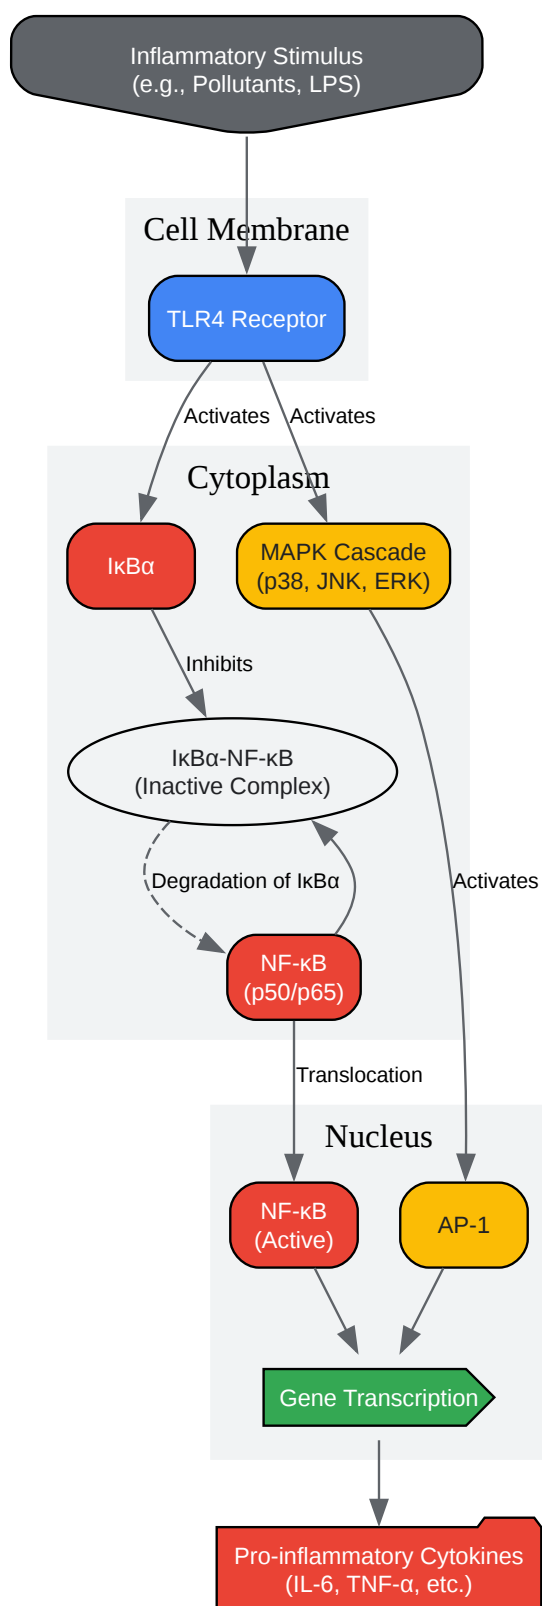 Inflammatory Stimulus
(e.g., Pollutants, LPS)
Cell Membrane
TLR4 Receptor
Activates
Activates
Cytoplasm
IκBα
MAPK Cascade
(p38, JNK, ERK)
Inhibits
IκBα-NF-κB
(Inactive Complex)
Degradation of IκBα
Activates
NF-κB
(p50/p65)
Translocation
Nucleus
NF-κB
(Active)
AP-1
Gene Transcription
Pro-inflammatory Cytokines
(IL-6, TNF-α, etc.)